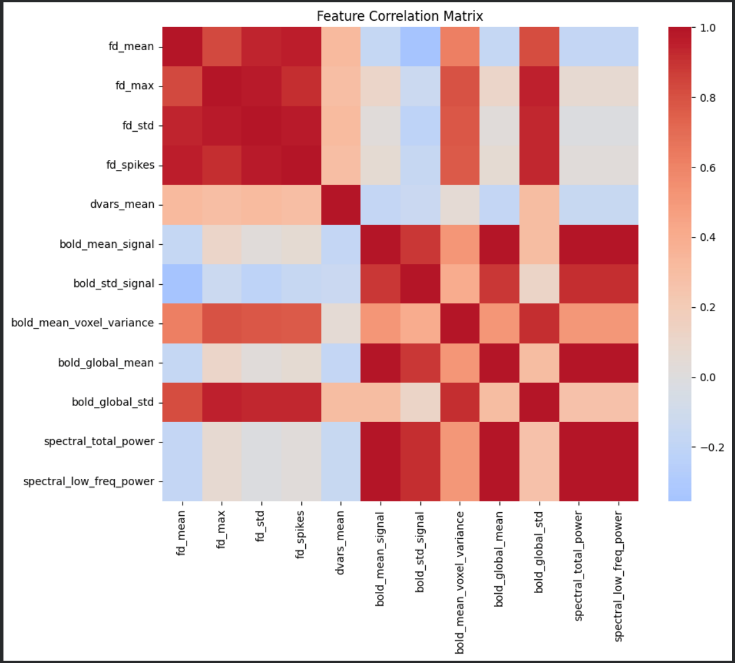 Feature Correlation Matrix
fd_mean
fd_max
fd_std
fd_spikes
dvars_mean
bold_mean_signal
bold_std_signal
bold_mean_voxel_variance
bold_global_mean
bold_global_std
spectral_total_power
spectral_low_freq_power
fd_mean
fd_max
fd_std
fd_spikes
dvars_mean
bold_mean_signal
bold_std_signal
bold_mean_voxel_variance
bold_global_mean
bold_global_std
spectral_total_power
spectral_low_freq_power
1.0
0.8
0.6
0.4
0.2
0.0
−0.2